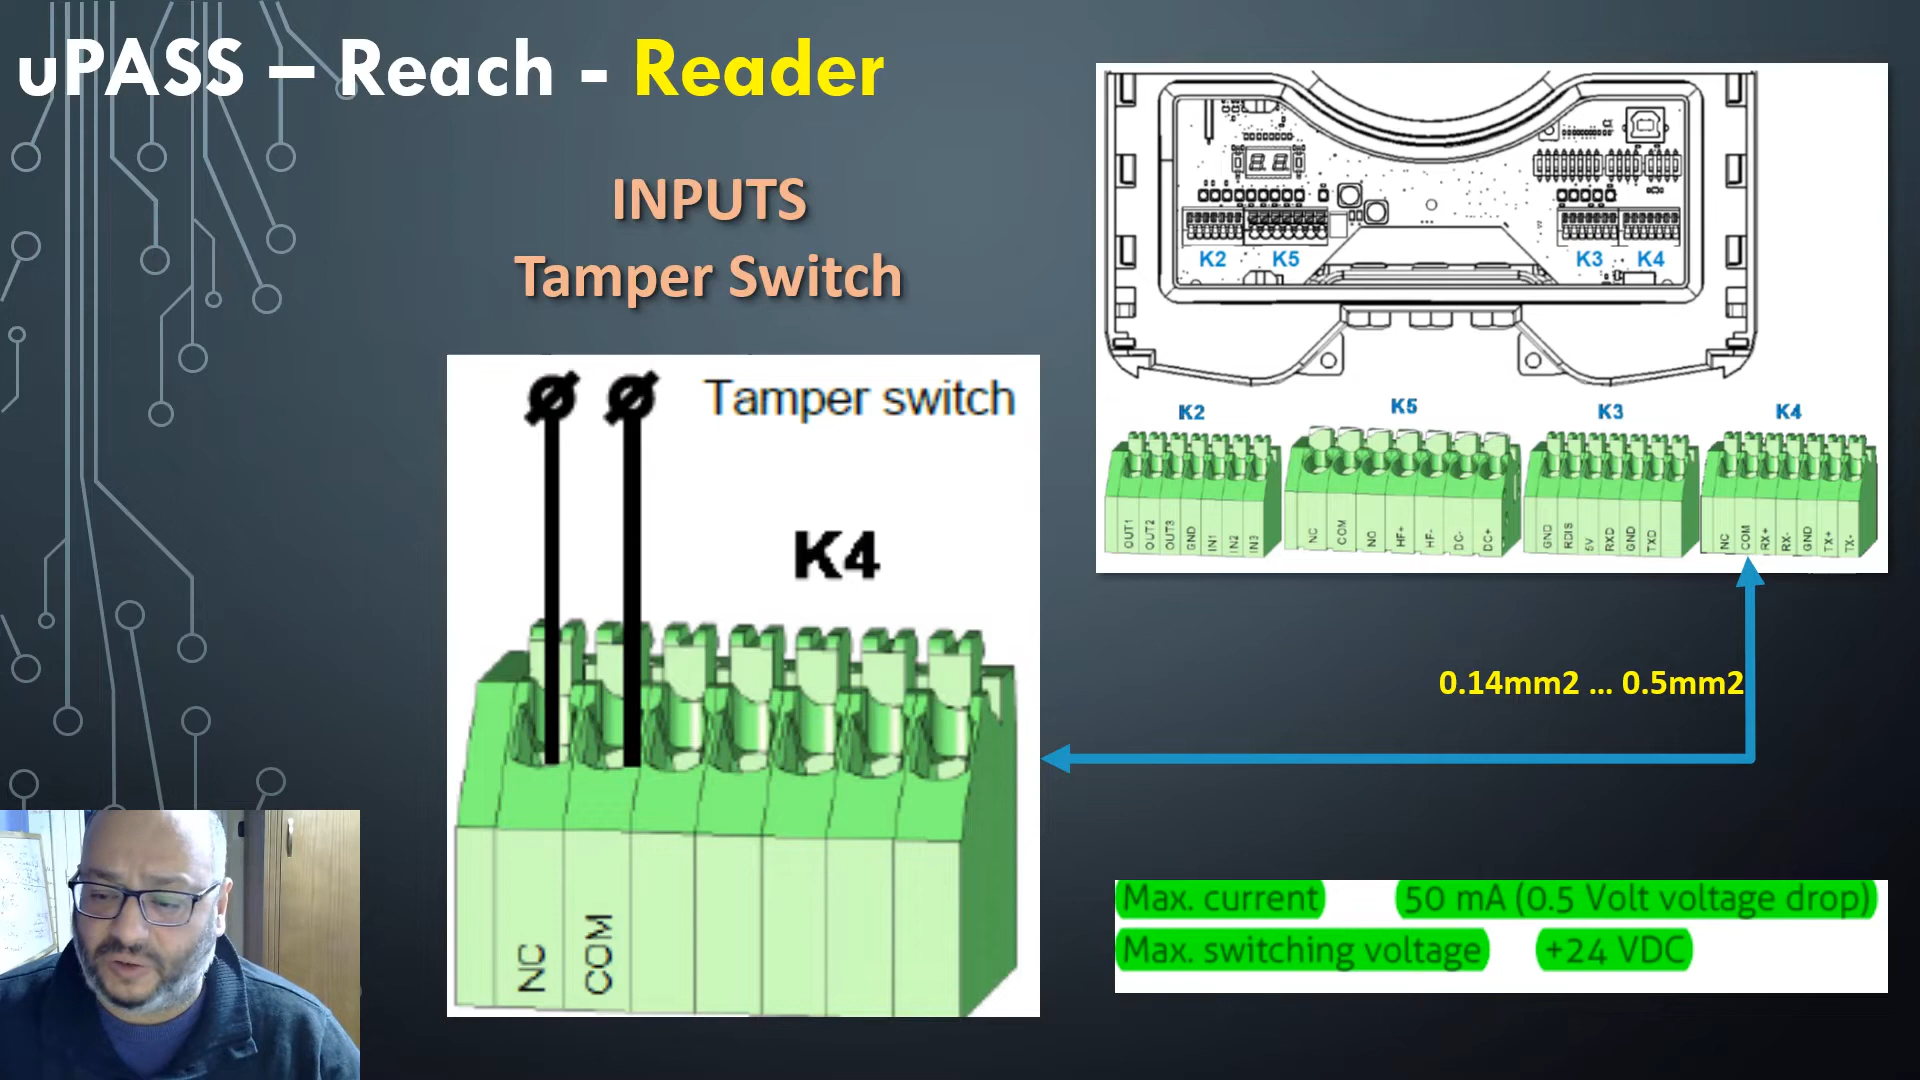 uPASS – Reach - Reader
INPUTS
Tamper Switch
Tamper switch
K4
NC
COM
K2
K5
K3
K4
K2
K5
K3
K4
OUT1
OUT2
OUT3
GND
IN1
IN2
IN3
NC
COM
NO
HF+
HF-
DC-
DC+
GND
RDIS
5V
RXD
GND
TXD
NC
COM
RX+
RX-
GND
TX+
TX-
0.14mm2 ... 0.5mm2
Max. current 50 mA (0.5 Volt voltage drop)
Max. switching voltage +24 VDC